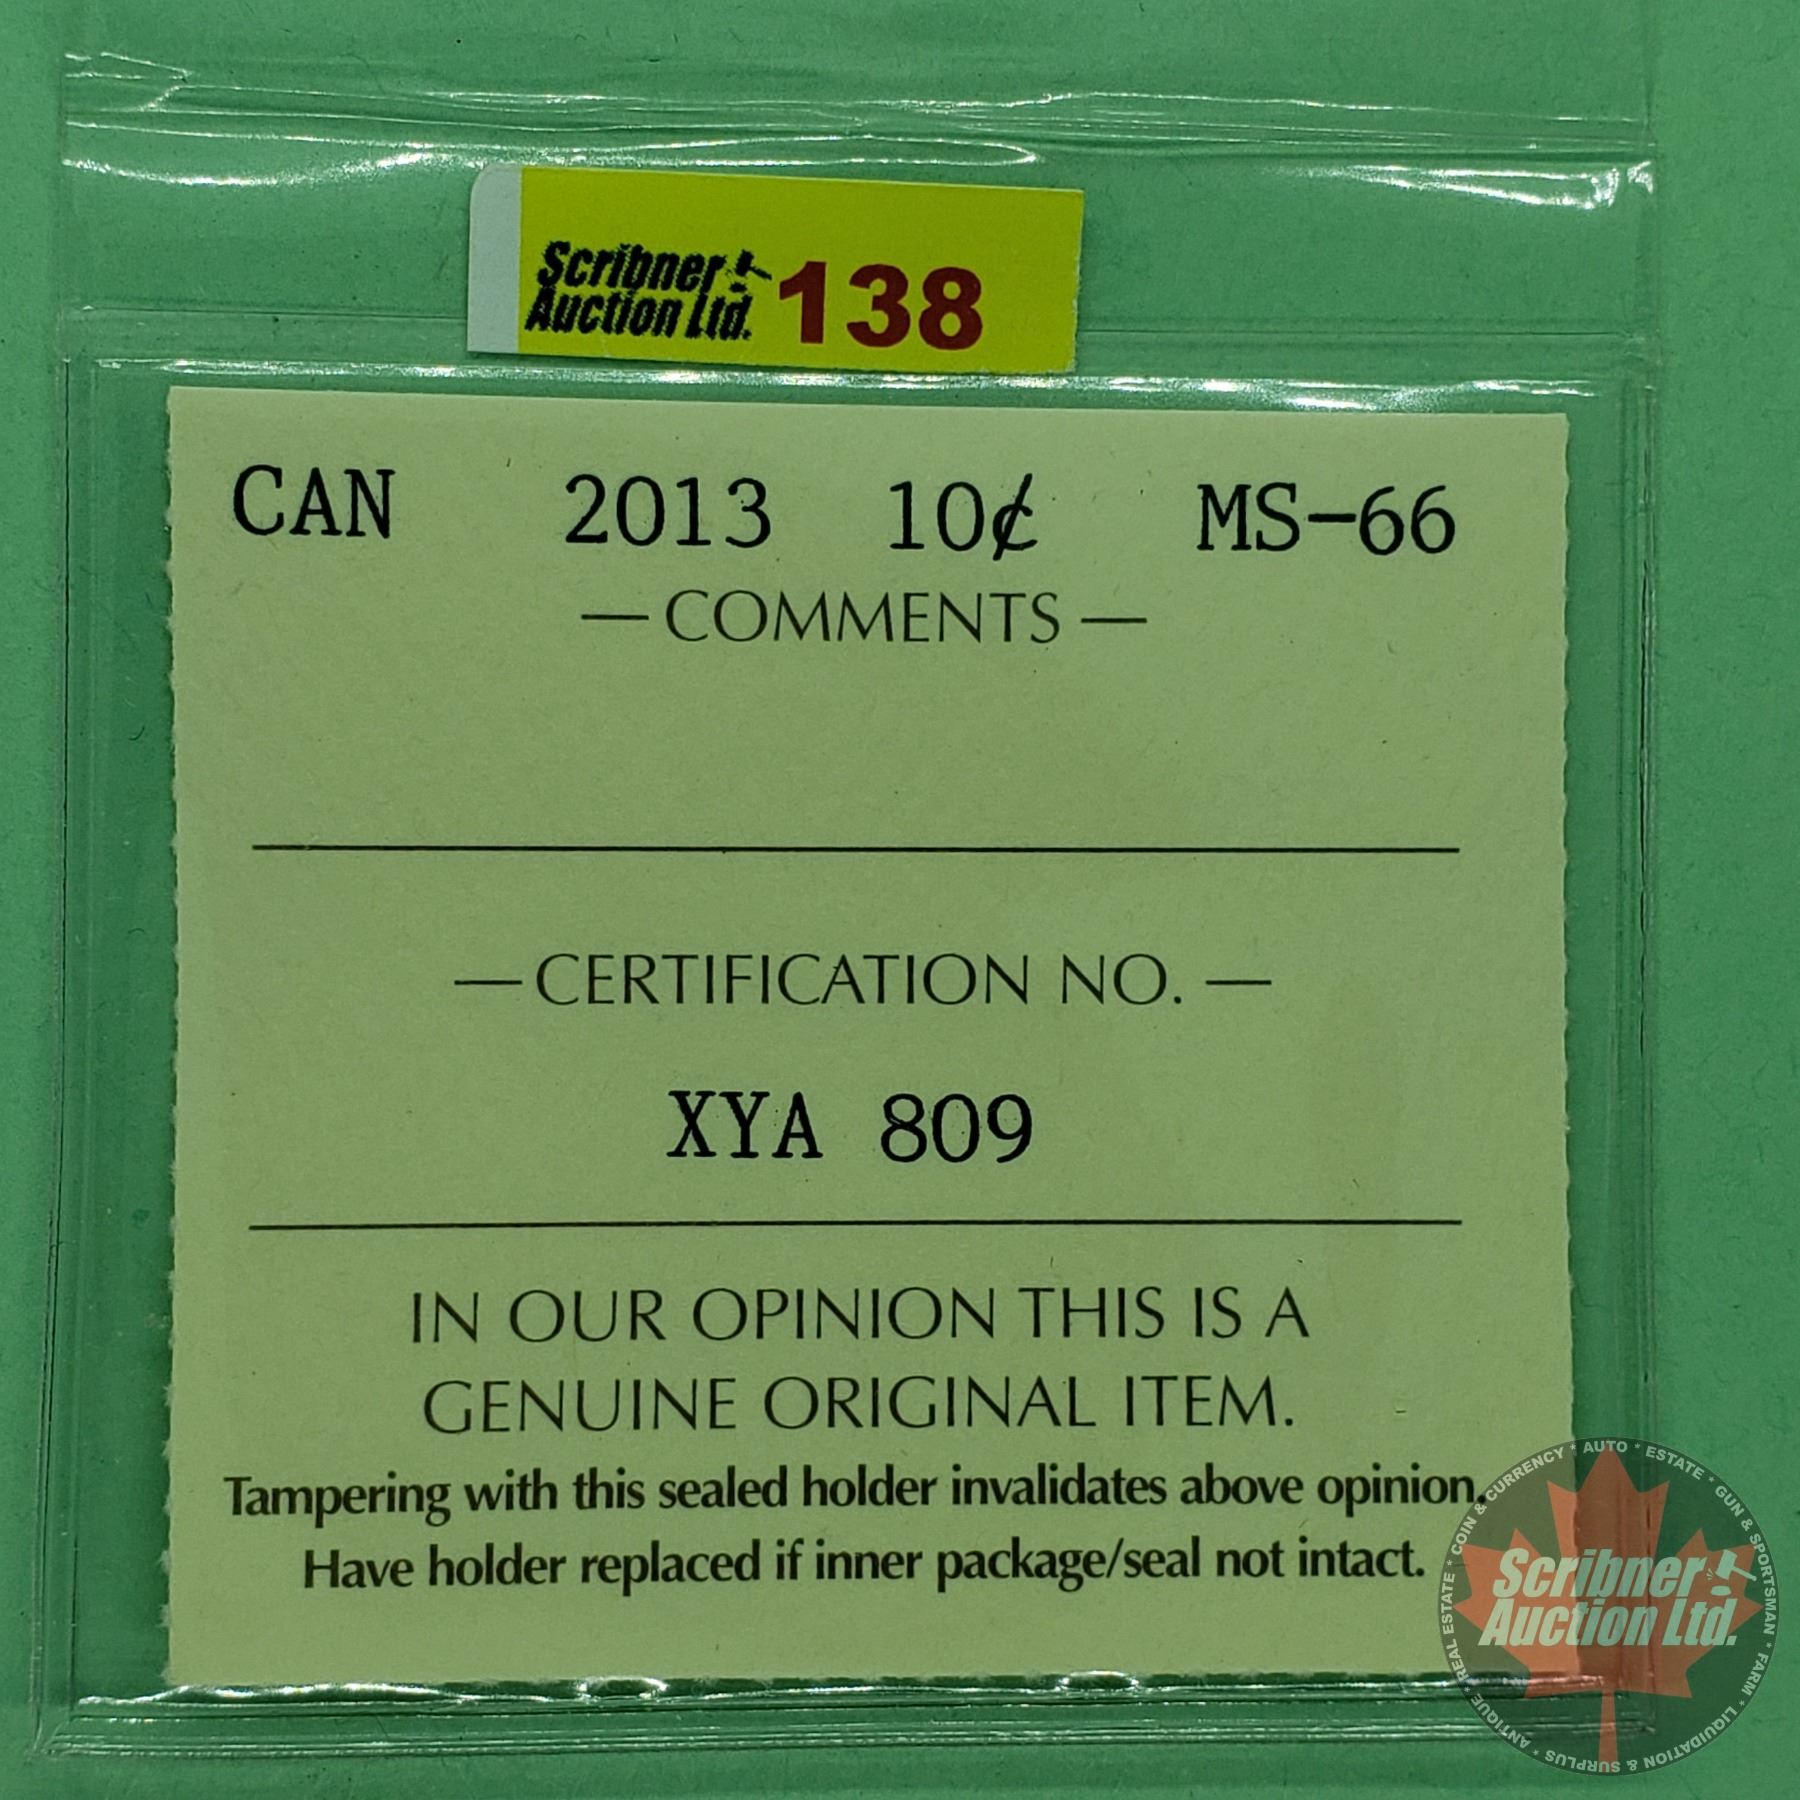 Scribner
Auction Ltd. 138
CAN 2013 10¢ MS-66
— COMMENTS —
— CERTIFICATION NO. —
XYA 809
IN OUR OPINION THIS IS A
GENUINE ORIGINAL ITEM.
Tampering with this sealed holder invalidates above opinion.
Have holder replaced if inner package/seal not intact.
COIN & CURRENCY * AUTO * ESTATE * GUN & SPORTSMAN * FARM * LIQUIDATION & SURPLUS * ANTIQUE * REAL ESTATE *
Scribner
Auction Ltd.